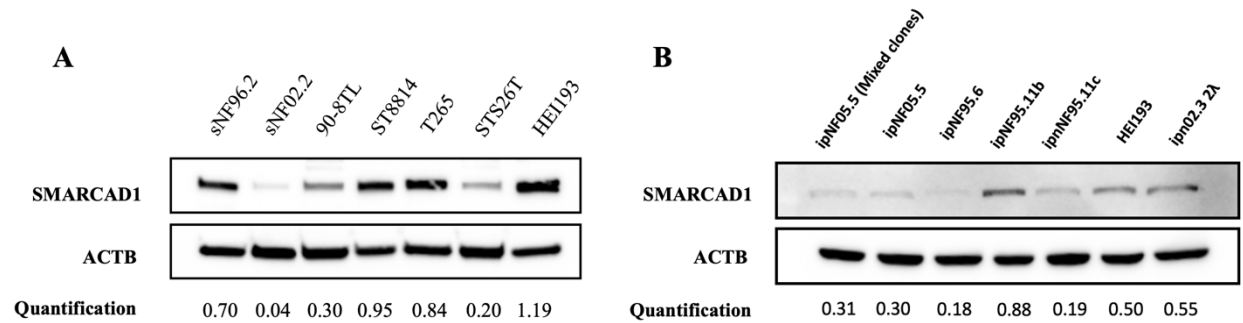 A
sNF96.2 sNF02.2 90-8TL ST8814 T265 STS26T HEI193
SMARCAD1
ACTB
Quantification 0.70 0.04 0.30 0.95 0.84 0.20 1.19
B
ipNF05.5 (Mixed clones) ipNF05.5 ipNF95.6 ipNF95.11b ipnNF95.11c HEI193 ipn02.3 2λ
SMARCAD1
ACTB
Quantification 0.31 0.30 0.18 0.88 0.19 0.50 0.55